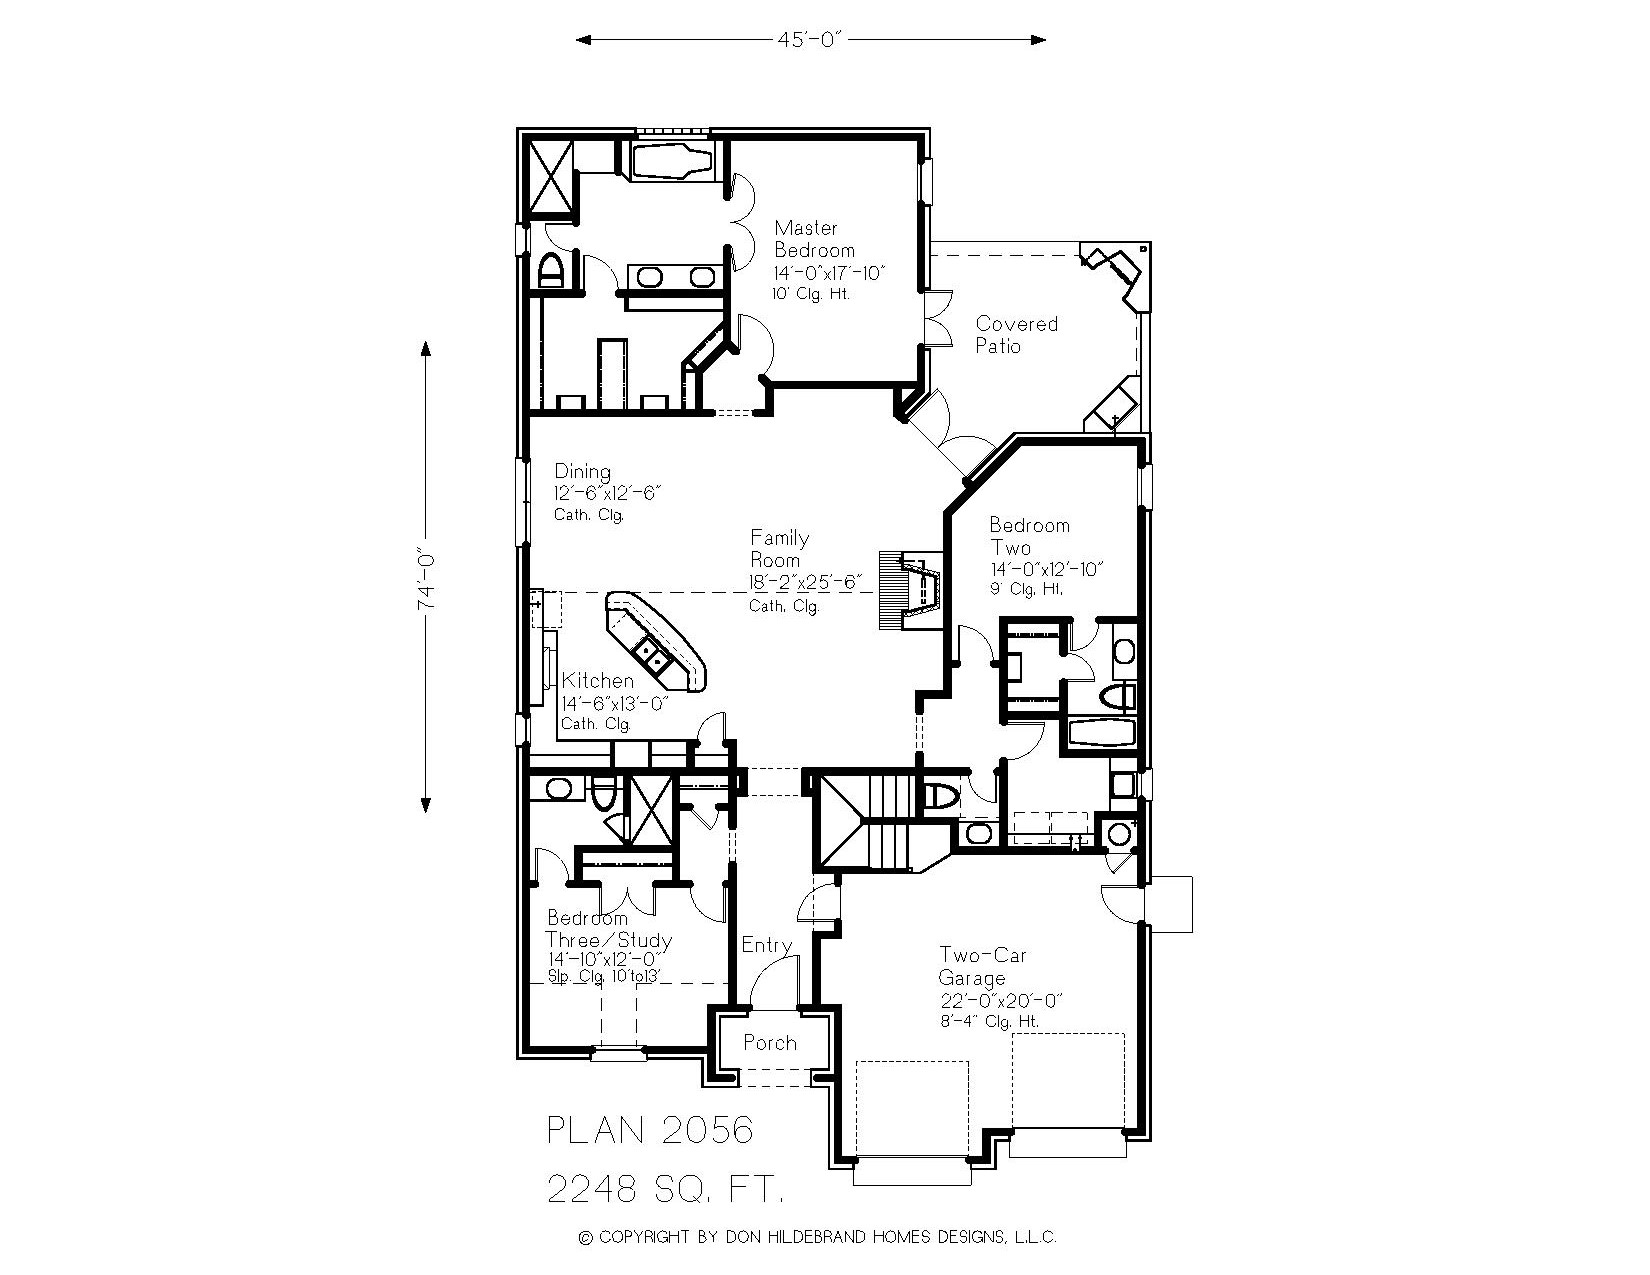 45'-0"
Master
Bedroom
14'-0"x17'-10"
10' Clg. Ht.
Covered
Patio
74'-0"
Dining
12'-6"x12'-6"
Cath. Clg.
Family
Room
18'-2"x25'-6"
Cath. Clg.
Bedroom
Two
14'-0"x12'-10"
9' Clg. Ht.
Kitchen
14'-6"x13'-0"
Cath. Clg.
Bedroom
Three/Study
14'-10"x12'-0"
Slp. Clg. 10'to13'
Entry
Two-Car
Garage
22'-0"x20'-0"
8'-4" Clg. Ht.
Porch
PLAN 2056
2248 SQ. FT.
© COPYRIGHT BY DON HILDEBRAND HOMES DESIGNS, L.L.C.